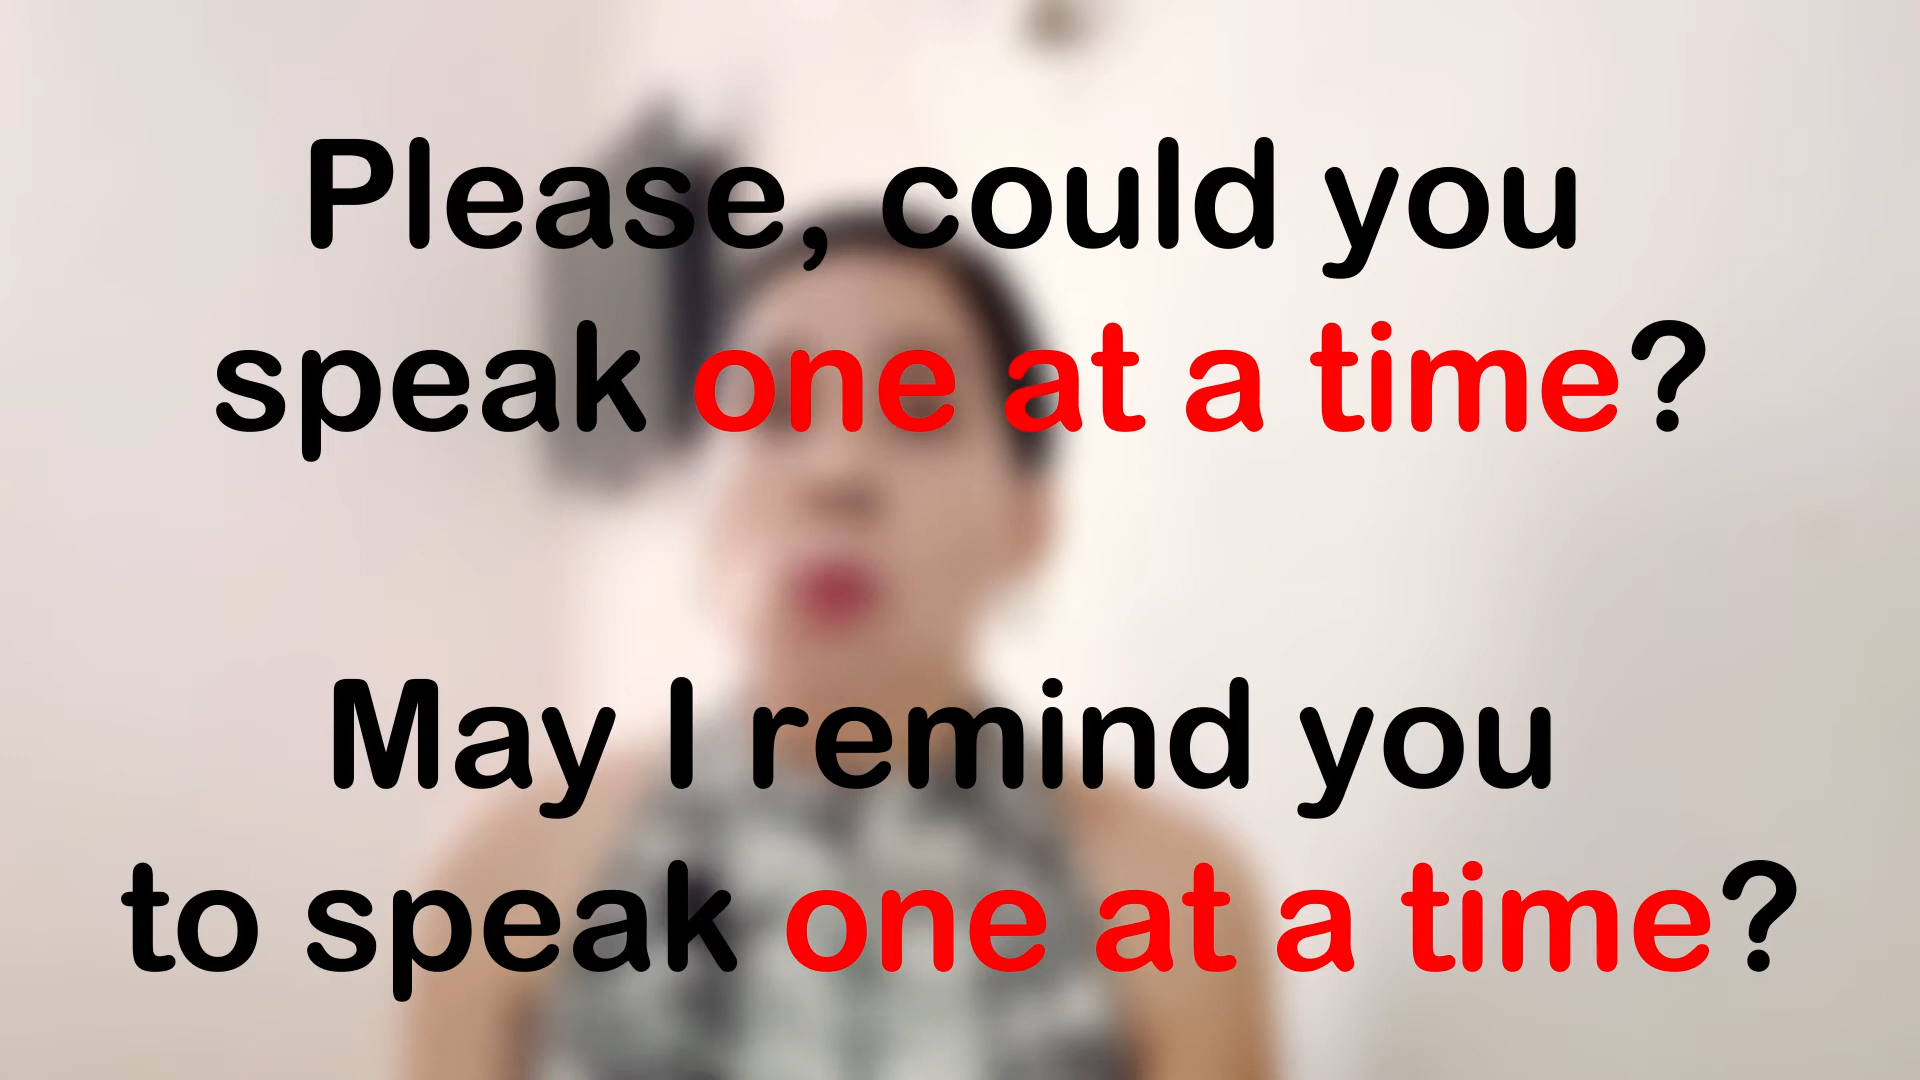 Please, could you
speak one at a time?
May I remind you
to speak one at a time?